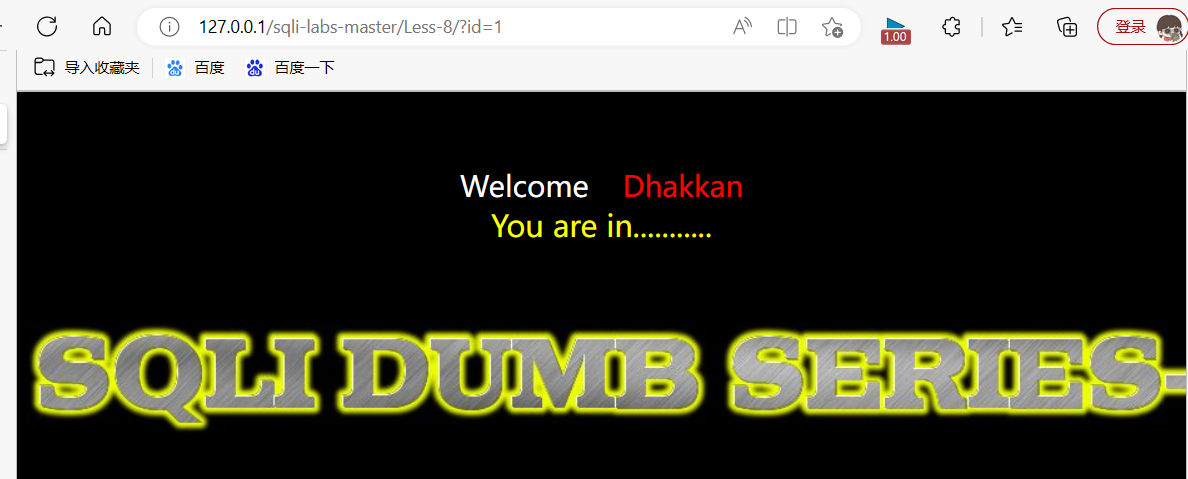 127.0.0.1/sqli-labs-master/Less-8/?id=1
1.00
登录
导入收藏夹 百度 百度一下
Welcome Dhakkan
You are in...........
SQLI DUMB SERIES-